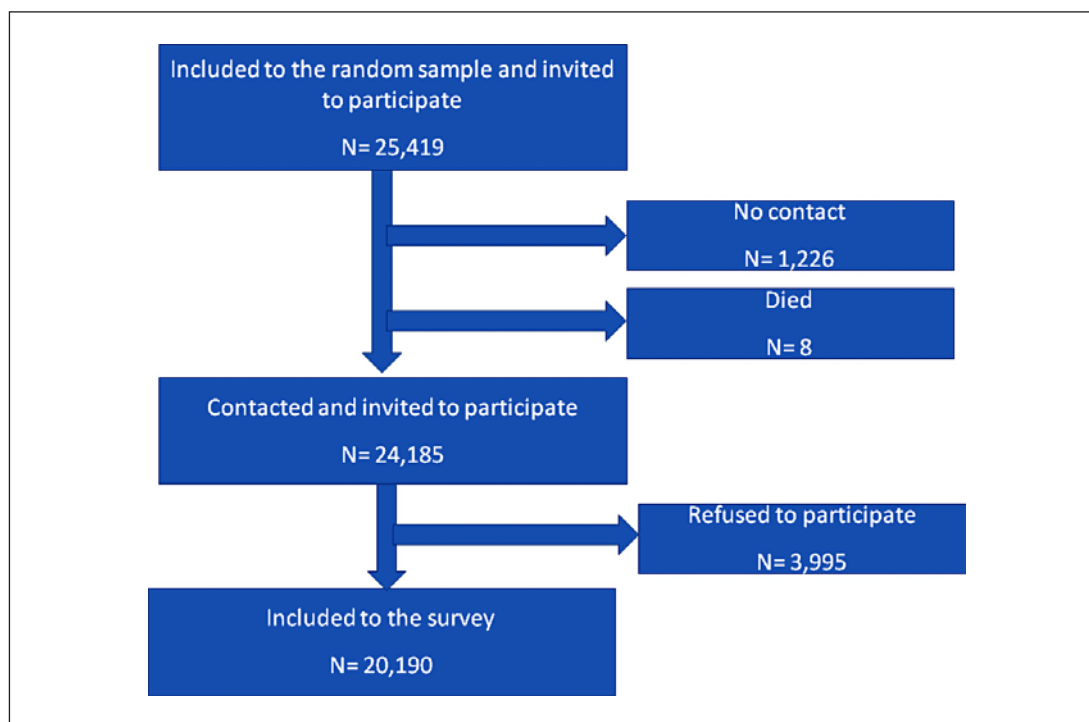 Included to the random sample and invited
to participate
N= 25,419
No contact
N= 1,226
Died
N= 8
Contacted and invited to participate
N= 24,185
Refused to participate
N= 3,995
Included to the survey
N= 20,190